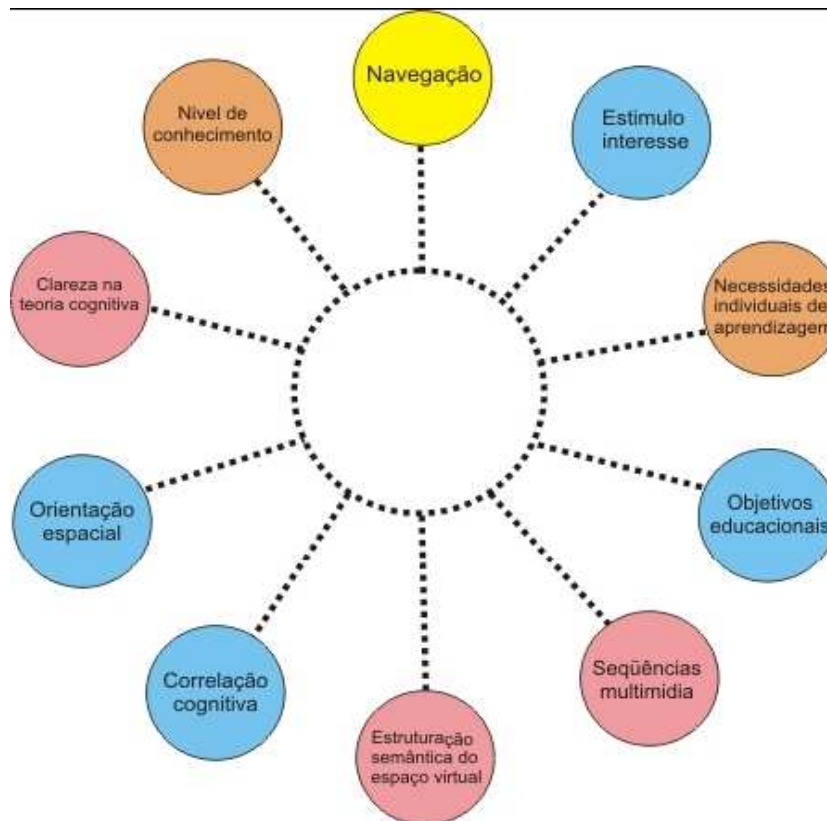 Navegação
Estimulo
interesse
Necessidades
individuais de
aprendizagem
Objetivos
educacionais
Seqüências
multimidia
Estruturação
semântica do
espaço virtual
Correlação
cognitiva
Orientação
espacial
Clareza na
teoria cognitiva
Nivel de
conhecimento